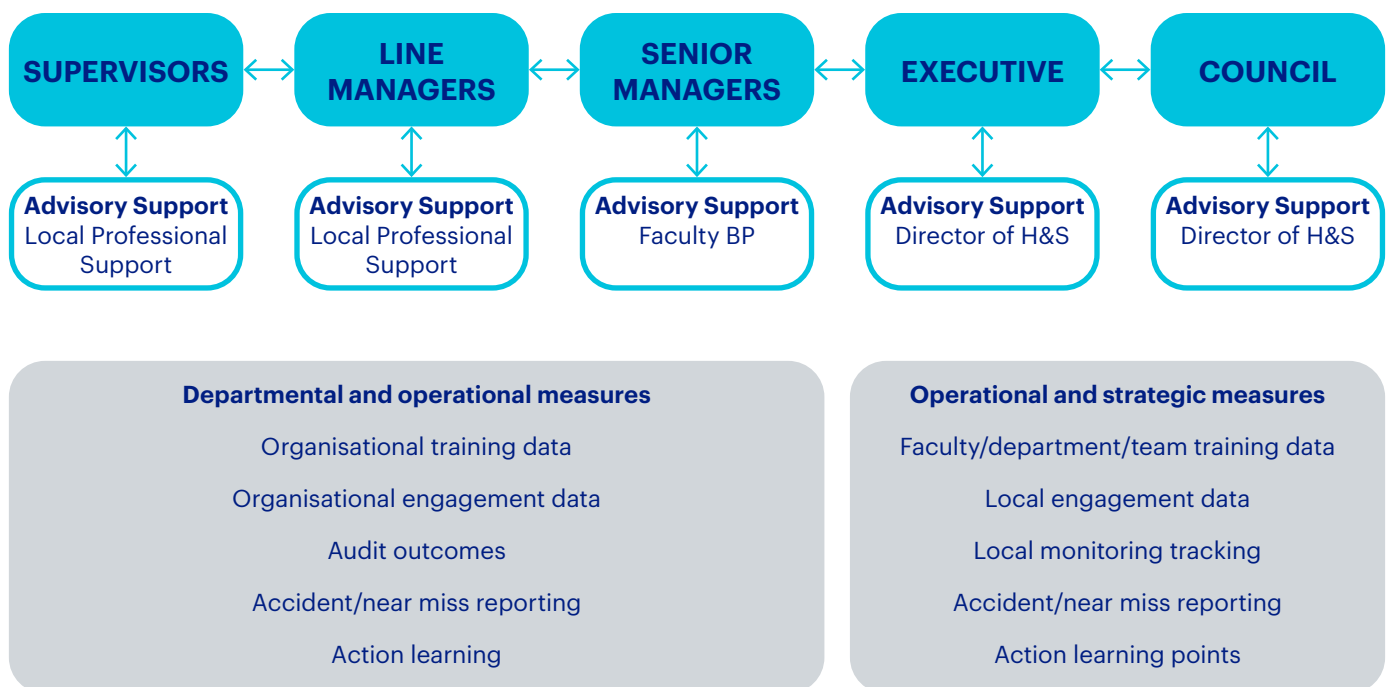 SUPERVISORS
LINE
MANAGERS
SENIOR
MANAGERS
EXECUTIVE
COUNCIL
Advisory Support
Local Professional
Support
Advisory Support
Local Professional
Support
Advisory Support
Faculty BP
Advisory Support
Director of H&S
Advisory Support
Director of H&S
Departmental and operational measures
Organisational training data
Organisational engagement data
Audit outcomes
Accident/near miss reporting
Action learning
Operational and strategic measures
Faculty/department/team training data
Local engagement data
Local monitoring tracking
Accident/near miss reporting
Action learning points